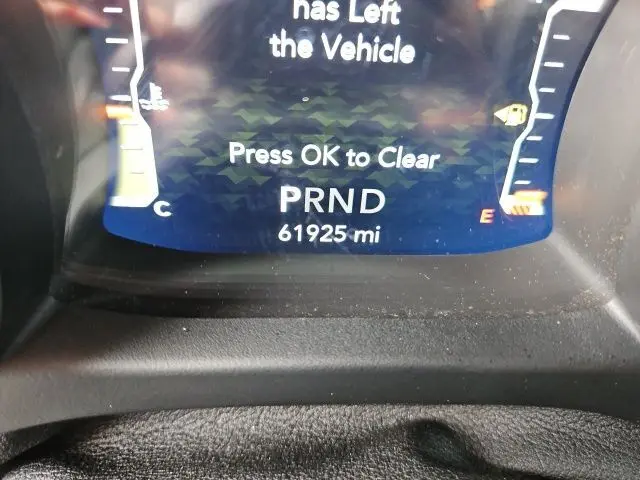 has Left
the Vehicle
Press OK to Clear
PRND
C
E
61925 mi